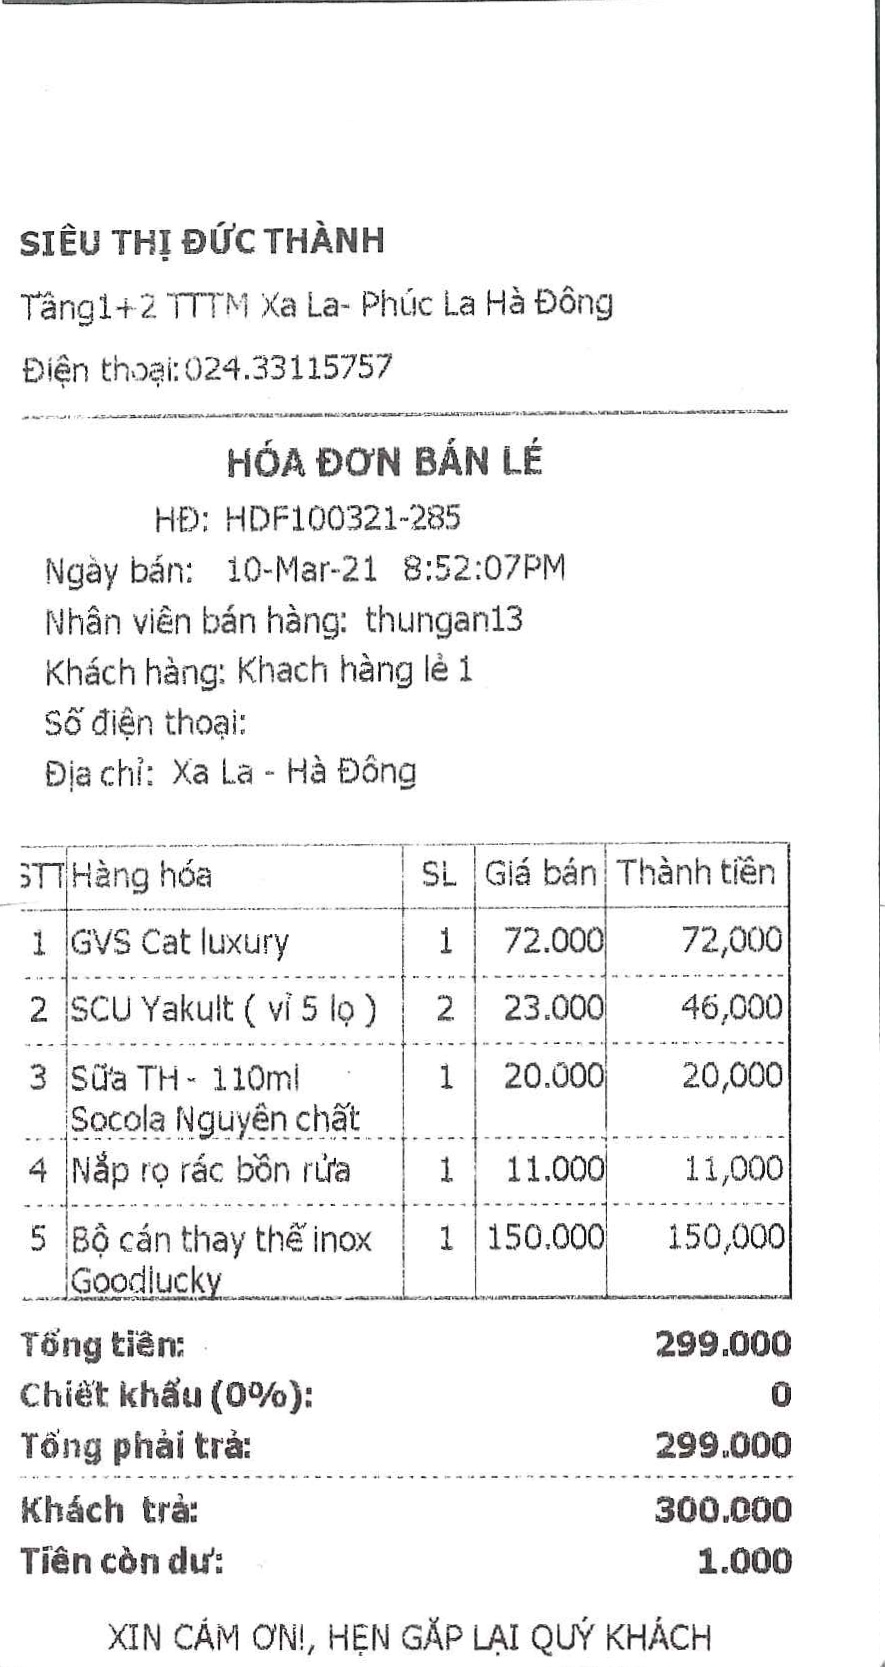 SIÊU THỊ ĐỨC THÀNH
Tầng1+2 TTTM Xa La- Phúc La Hà Đông
Điện thoại:024.33115757
HÓA ĐƠN BÁN LẺ
HĐ: HDF100321-285
Ngày bán: 10-Mar-21 8:52:07PM
Nhân viên bán hàng: thungan13
Khách hàng: Khach hàng lẻ 1
Số điện thoại:
Địa chỉ: Xa La - Hà Đông
STT Hàng hóa SL Giá bán Thành tiền
1 GVS Cat luxury 1 72.000 72,000
2 SCU Yakult ( vỉ 5 lọ ) 2 23.000 46,000
3 Sữa TH - 110ml 1 20.000 20,000
Socola Nguyên chất
4 Nắp rọ rác bồn rửa 1 11.000 11,000
5 Bộ cán thay thế inox 1 150.000 150,000
Goodlucky
Tổng tiền: 299.000
Chiết khấu (0%): 0
Tổng phải trả: 299.000
Khách trả: 300.000
Tiền còn dư: 1.000
XIN CẢM ƠN!, HẸN GẶP LẠI QUÝ KHÁCH